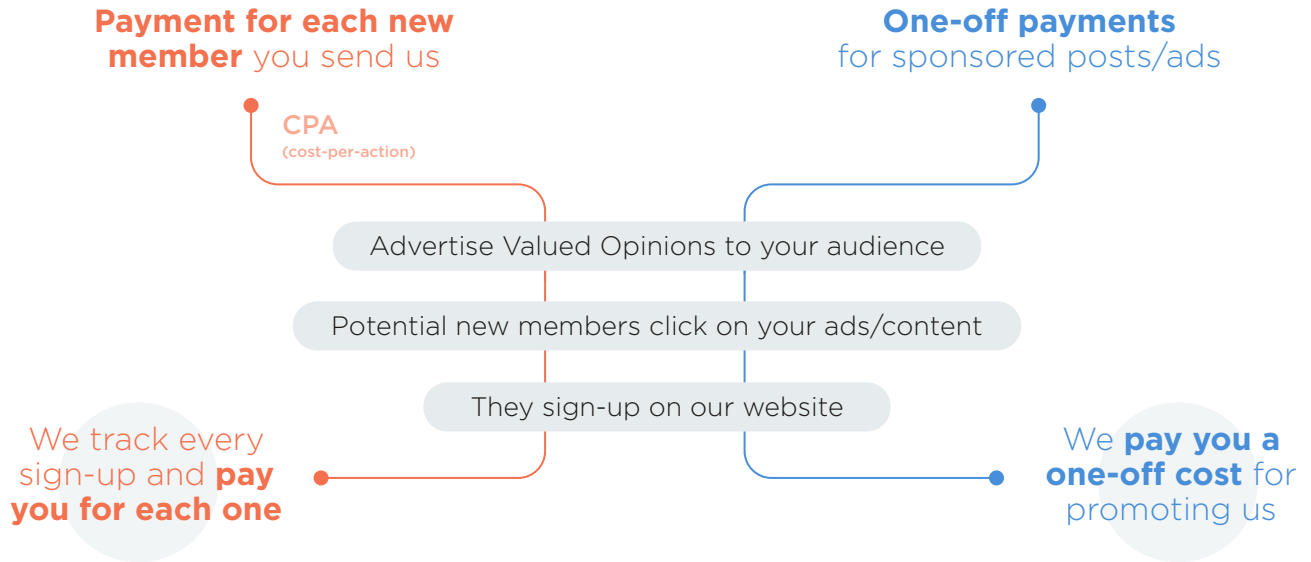 Payment for each new
member you send us
One-off payments
for sponsored posts/ads
CPA
(cost-per-action)
Advertise Valued Opinions to your audience
Potential new members click on your ads/content
They sign-up on our website
We track every
sign-up and pay
you for each one
We pay you a
one-off cost for
promoting us